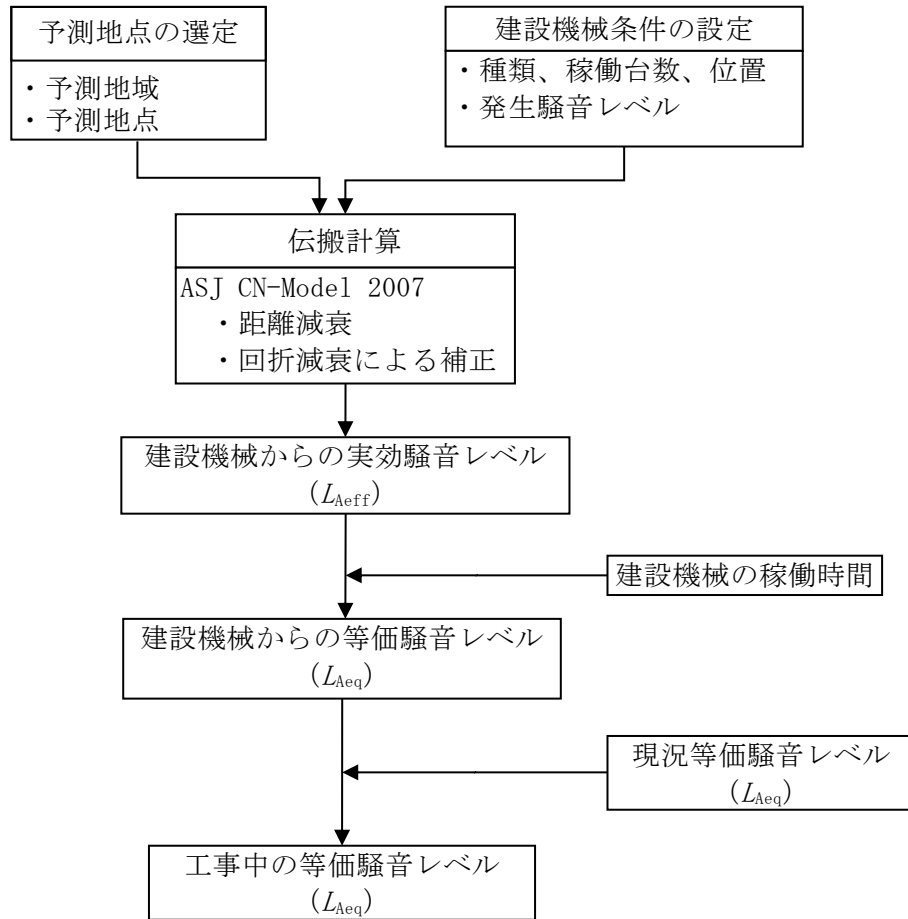 予測地点の選定
・予測地域
・予測地点
建設機械条件の設定
・種類、稼働台数、位置
・発生騒音レベル
伝搬計算
ASJ CN-Model 2007
・距離減衰
・回折減衰による補正
建設機械からの実効騒音レベル
(LAeff)
建設機械の稼働時間
建設機械からの等価騒音レベル
(LAeq)
現況等価騒音レベル
(LAeq)
工事中の等価騒音レベル
(LAeq)